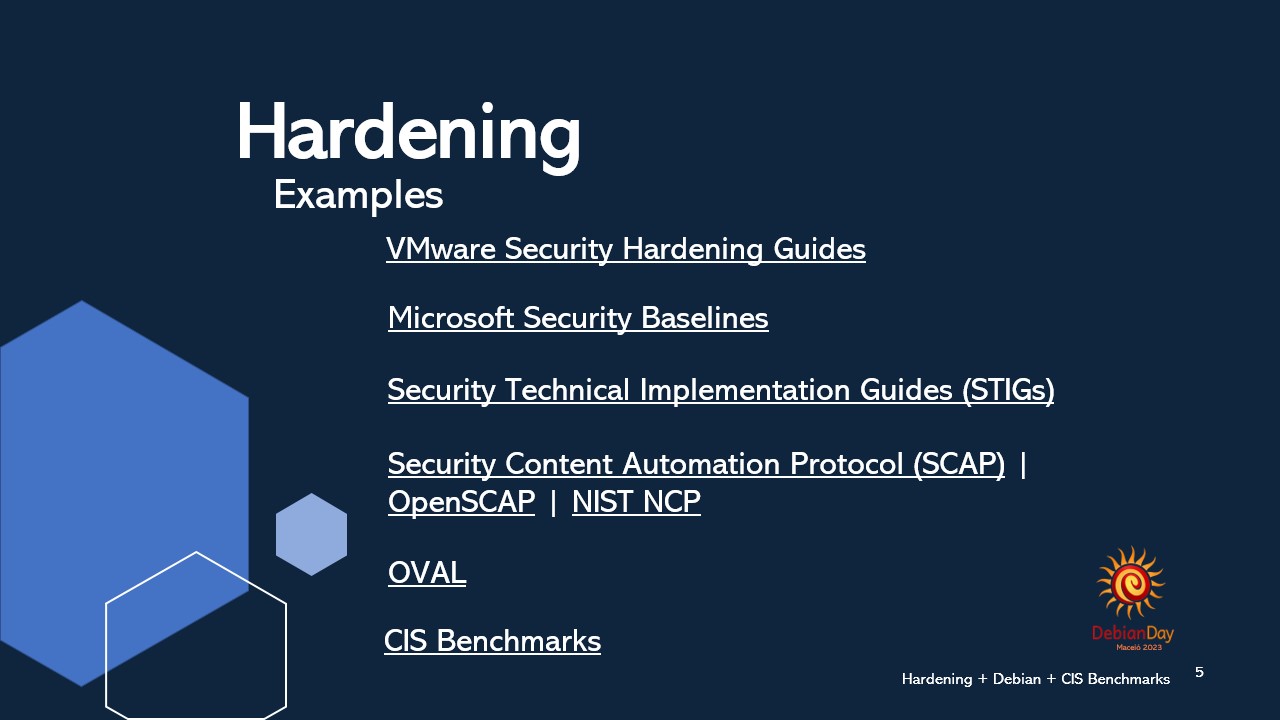 Hardening
Examples
VMware Security Hardening Guides
Microsoft Security Baselines
Security Technical Implementation Guides (STIGs)
Security Content Automation Protocol (SCAP) |
OpenSCAP | NIST NCP
OVAL
CIS Benchmarks
DebianDay
Maceió 2023
Hardening + Debian + CIS Benchmarks
5